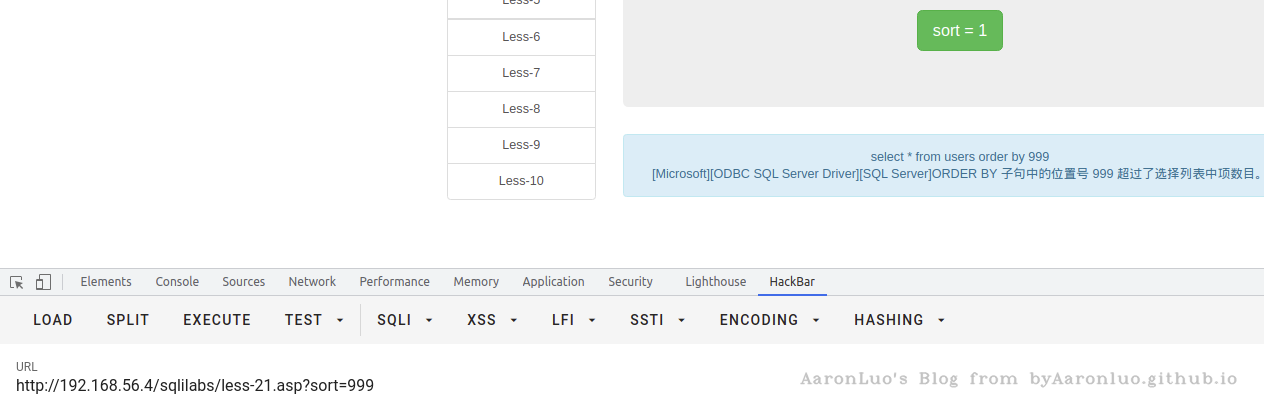 Less-5
Less-6
Less-7
Less-8
Less-9
Less-10
sort = 1
select * from users order by 999
[Microsoft][ODBC SQL Server Driver][SQL Server]ORDER BY 子句中的位置号 999 超过了选择列表中项数目。
Elements Console Sources Network Performance Memory Application Security Lighthouse HackBar
LOAD SPLIT EXECUTE TEST SQLI XSS LFI SSTI ENCODING HASHING
URL
http://192.168.56.4/sqlilabs/less-21.asp?sort=999
AaronLuo's Blog from byAaronluo.github.io